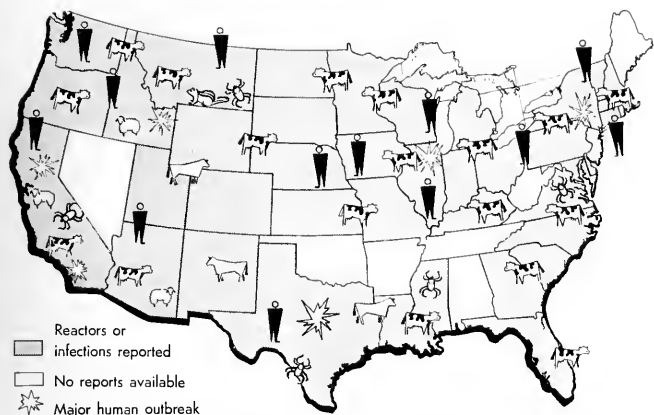 Reactors or
infections reported
No reports available
Major human outbreak